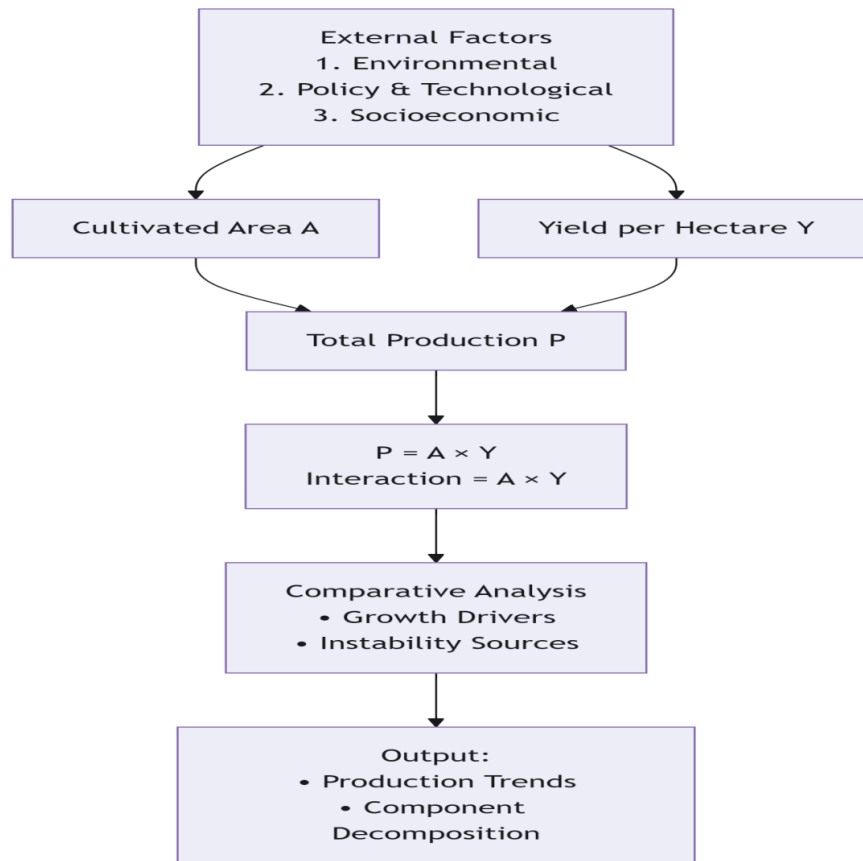 External Factors
1. Environmental
2. Policy & Technological
3. Socioeconomic
Cultivated Area A
Yield per Hectare Y
Total Production P
P = A × Y
Interaction = A × Y
Comparative Analysis
• Growth Drivers
• Instability Sources
Output:
• Production Trends
• Component
Decomposition